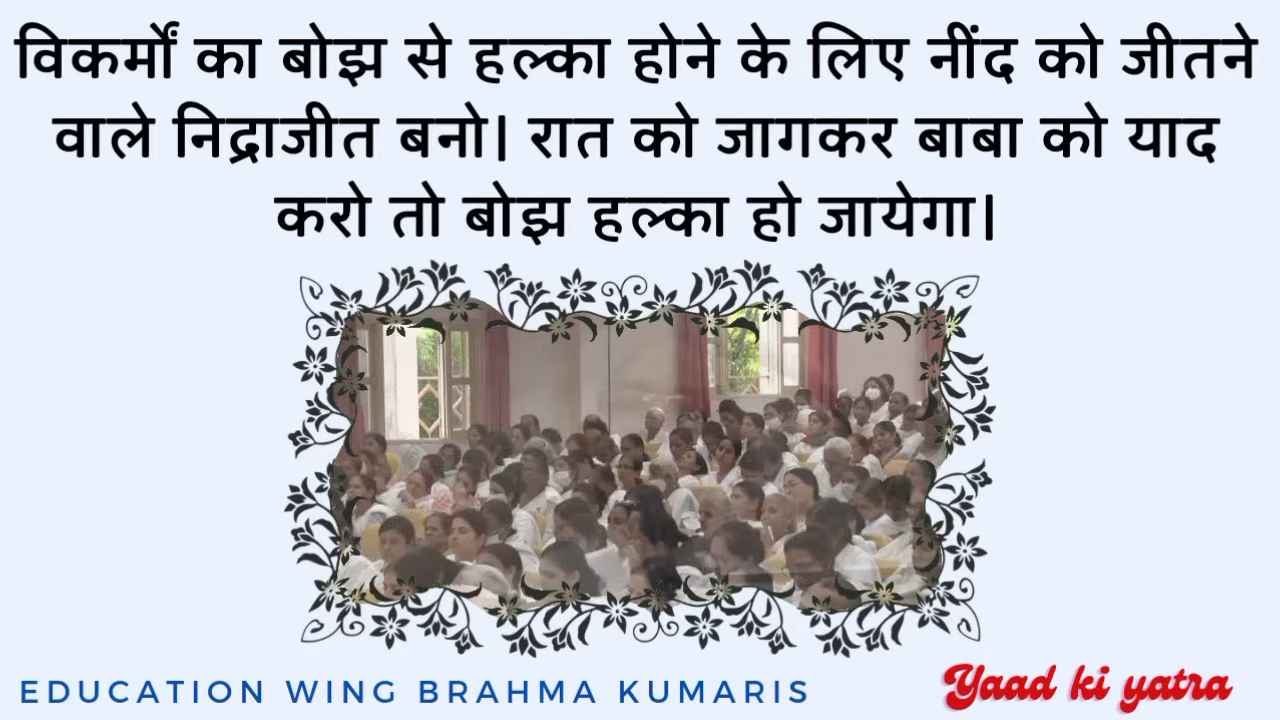 विकर्मों का बोझ से हल्का होने के लिए नींद को जीतने
वाले निद्राजीत बनो| रात को जागकर बाबा को याद
करो तो बोझ हल्का हो जायेगा|
EDUCATION WING BRAHMA KUMARIS
Yaad ki yatra